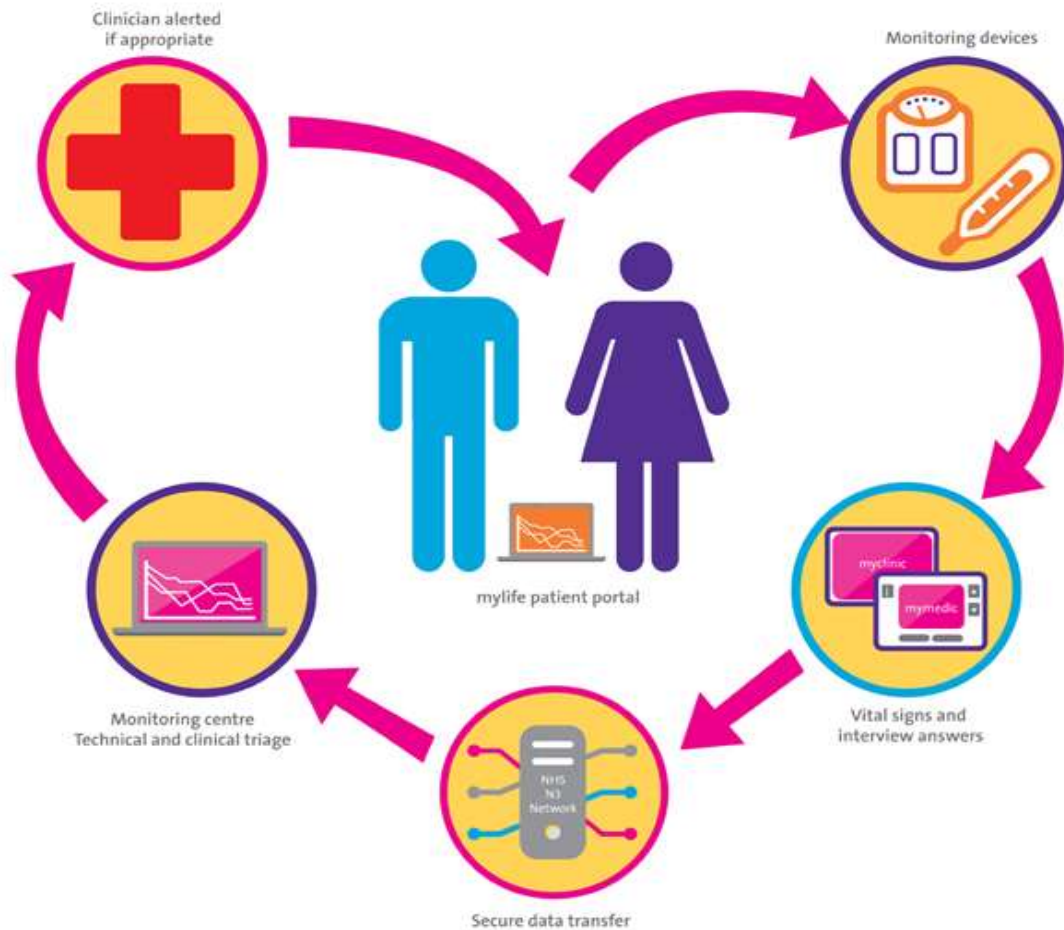 Clinician alerted
if appropriate
Monitoring devices
myclinic
mymedic
mylife patient portal
Vital signs and
interview answers
Monitoring centre
Technical and clinical triage
NHS
N3
Network
Secure data transfer